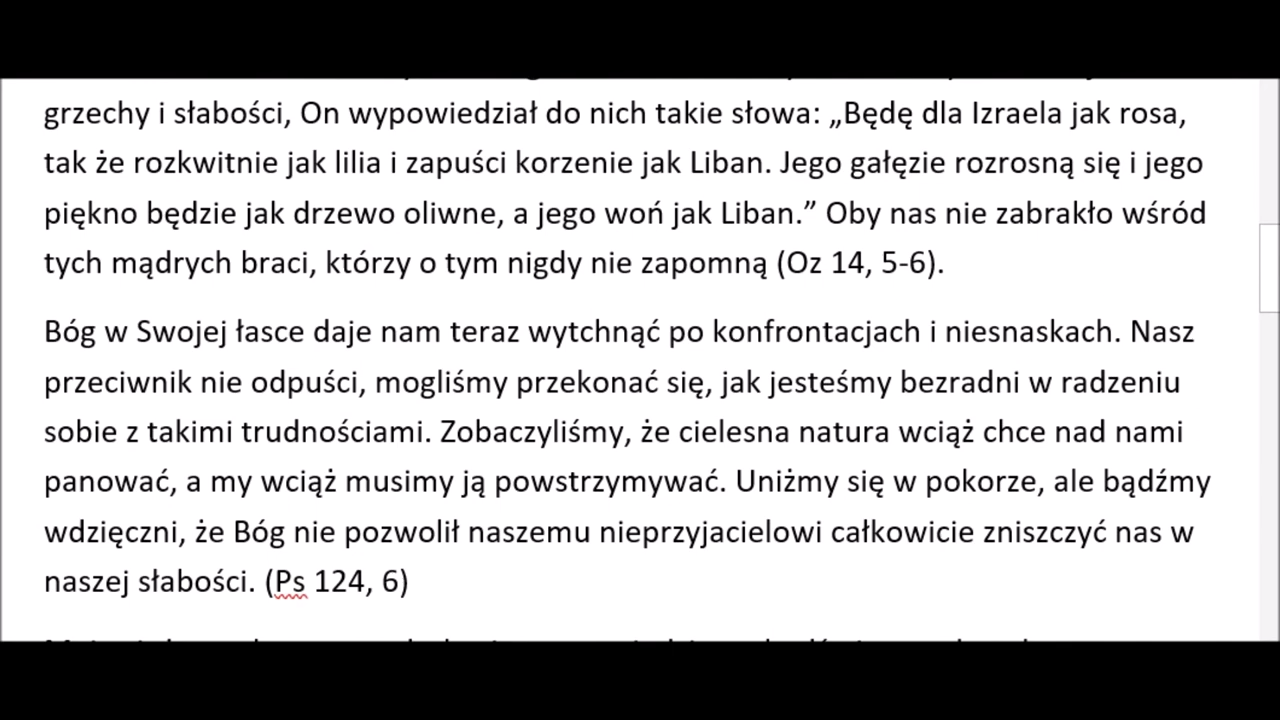 grzechy i słabości, On wypowiedział do nich takie słowa: „Będę dla Izraela jak rosa,
tak że rozkwitnie jak lilia i zapuści korzenie jak Liban. Jego gałęzie rozrosną się i jego
piękno będzie jak drzewo oliwne, a jego woń jak Liban.” Oby nas nie zabrakło wśród
tych mądrych braci, którzy o tym nigdy nie zapomną (Oz 14, 5-6).
Bóg w Swojej łasce daje nam teraz wytchnąć po konfrontacjach i niesnaskach. Nasz
przeciwnik nie odpuści, mogliśmy przekonać się, jak jesteśmy bezradni w radzeniu
sobie z takimi trudnościami. Zobaczyliśmy, że cielesna natura wciąż chce nad nami
panować, a my wciąż musimy ją powstrzymywać. Uniżmy się w pokorze, ale bądźmy
wdzięczni, że Bóg nie pozwolił naszemu nieprzyjacielowi całkowicie zniszczyć nas w
naszej słabości. (Ps 124, 6)